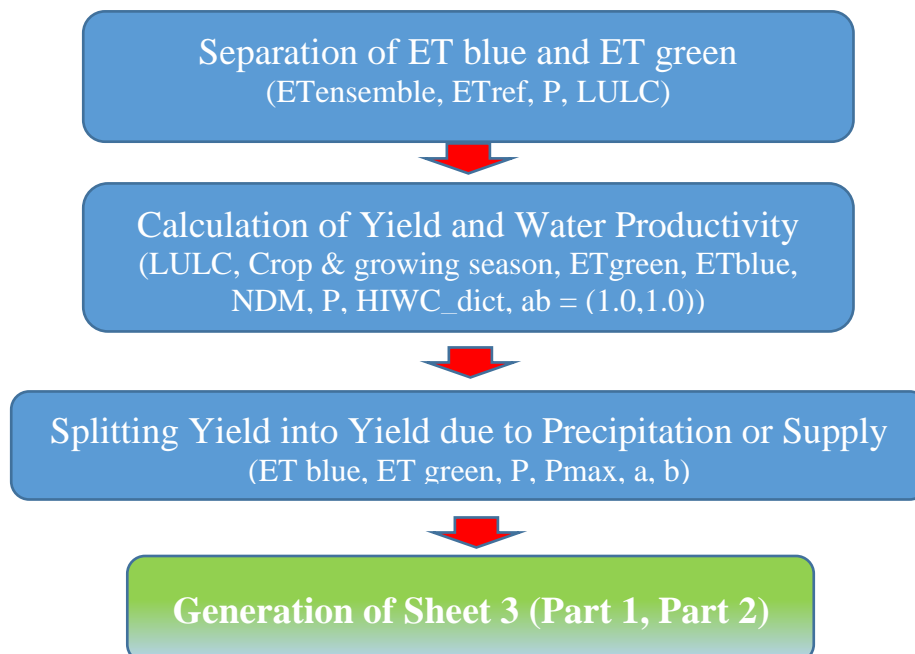 Separation of ET blue and ET green
(ETensemble, ETref, P, LULC)
Calculation of Yield and Water Productivity
(LULC, Crop & growing season, ETgreen, ETblue,
NDM, P, HIWC_dict, ab = (1.0,1.0))
Splitting Yield into Yield due to Precipitation or Supply
(ET blue, ET green, P, Pmax, a, b)
Generation of Sheet 3 (Part 1, Part 2)